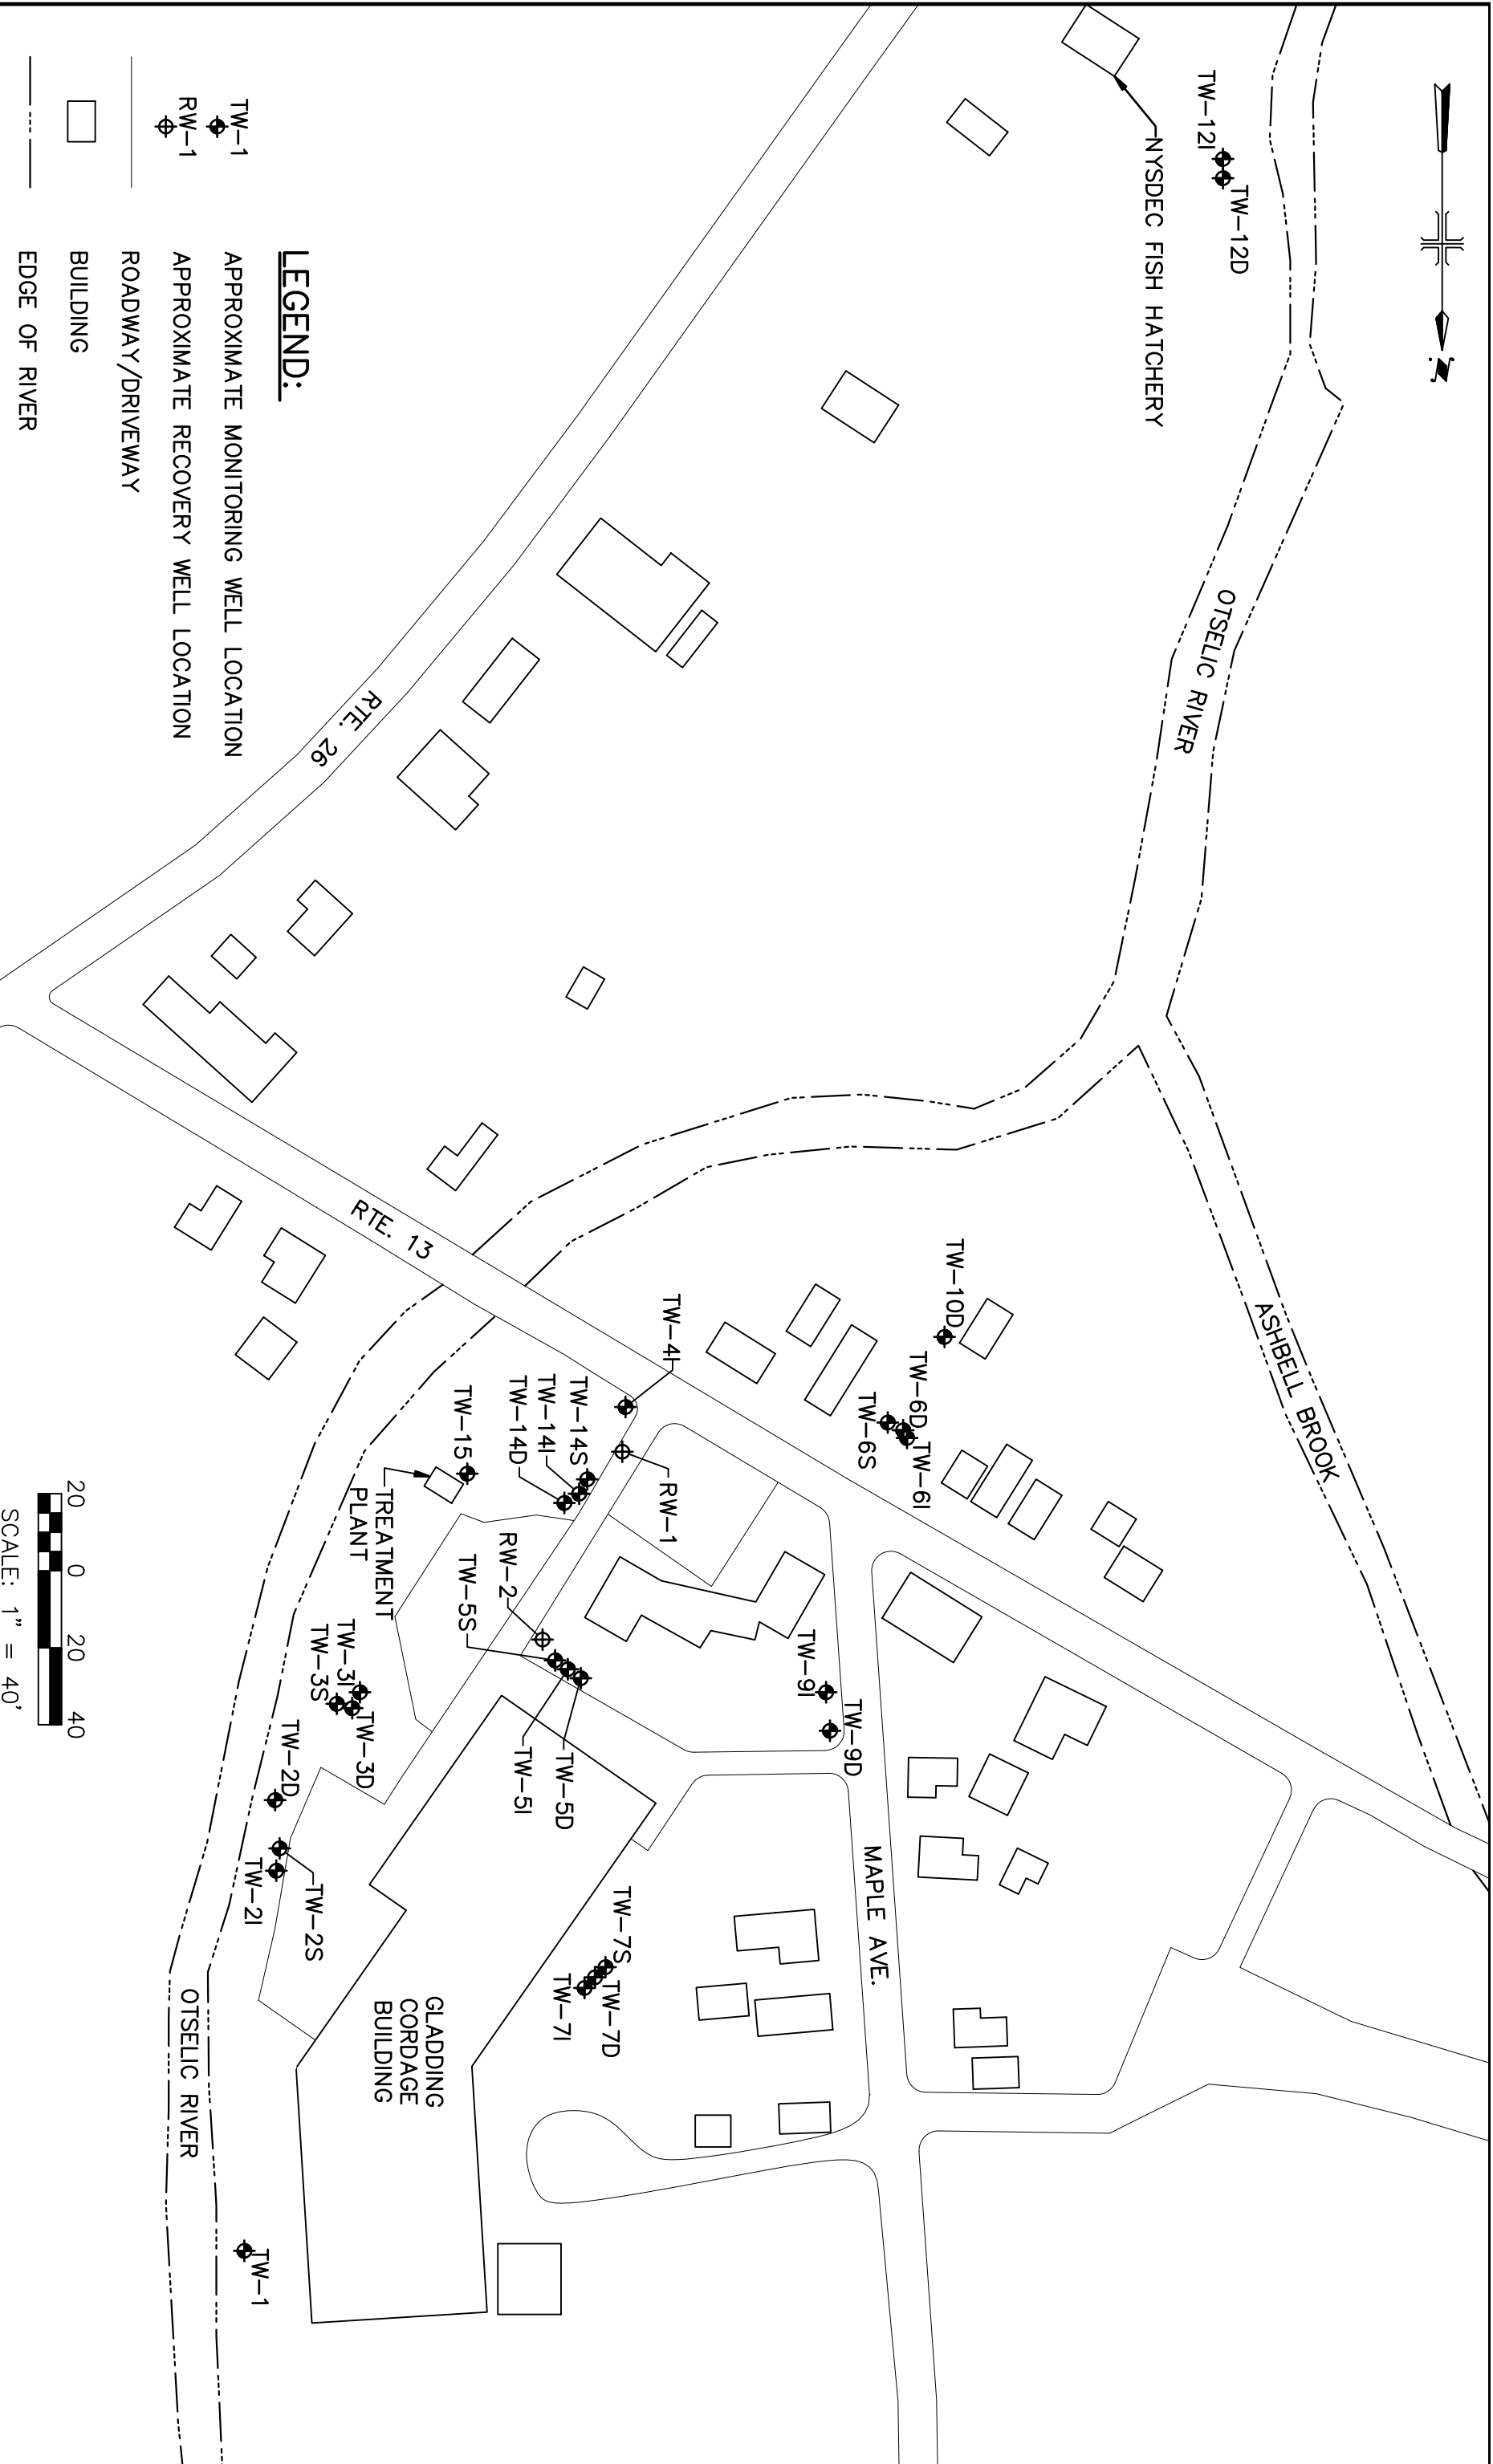 N.
TW-12I
TW-12D
NYSDEC FISH HATCHERY
OTSELIC RIVER
ASHBELL BROOK
RTE. 26
RTE. 13
TW-10D
TW-6D
TW-6I
TW-6S
TW-4I
RW-1
TW-14S
TW-14I
TW-14D
TW-15
TREATMENT
PLANT
RW-2
TW-5S
TW-5D
TW-5I
TW-9I
TW-9D
TW-3I
TW-3S
TW-3D
TW-2D
TW-2S
TW-2I
MAPLE AVE.
TW-7S
TW-7D
TW-7I
GLADDING
CORDAGE
BUILDING
OTSELIC RIVER
TW-1
LEGEND:
TW-1
APPROXIMATE MONITORING WELL LOCATION
RW-1
APPROXIMATE RECOVERY WELL LOCATION
ROADWAY/DRIVEWAY
BUILDING
EDGE OF RIVER
20 0 20 40
SCALE: 1" = 40'